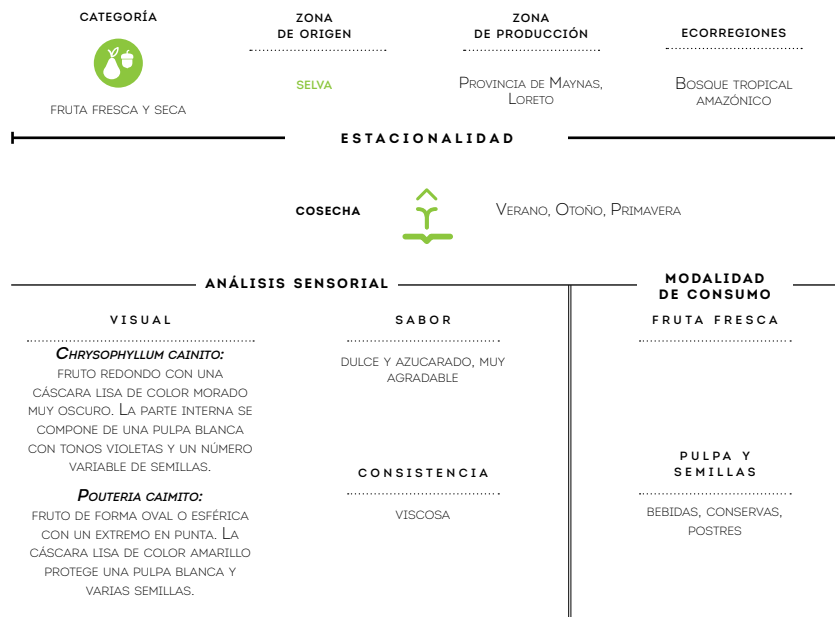 CATEGORÍA
FRUTA FRESCA Y SECA
ZONA
DE ORIGEN
SELVA
ZONA
DE PRODUCCIÓN
Provincia de Maynas,
Loreto
ECORREGIONES
Bosque tropical
amazónico
ESTACIONALIDAD
COSECHA
Verano, Otoño, Primavera
ANÁLISIS SENSORIAL
VISUAL
Chrysophyllum cainito:
fruto redondo con una
cáscara lisa de color morado
muy oscuro. La parte interna se
compone de una pulpa blanca
con tonos violetas y un número
variable de semillas.
Pouteria caimito:
fruto de forma oval o esférica
con un extremo en punta. La
cáscara lisa de color amarillo
protege una pulpa blanca y
varias semillas.
SABOR
dulce y azucarado, muy
agradable
CONSISTENCIA
viscosa
MODALIDAD
DE CONSUMO
FRUTA FRESCA
PULPA Y
SEMILLAS
bebidas, conservas,
postres